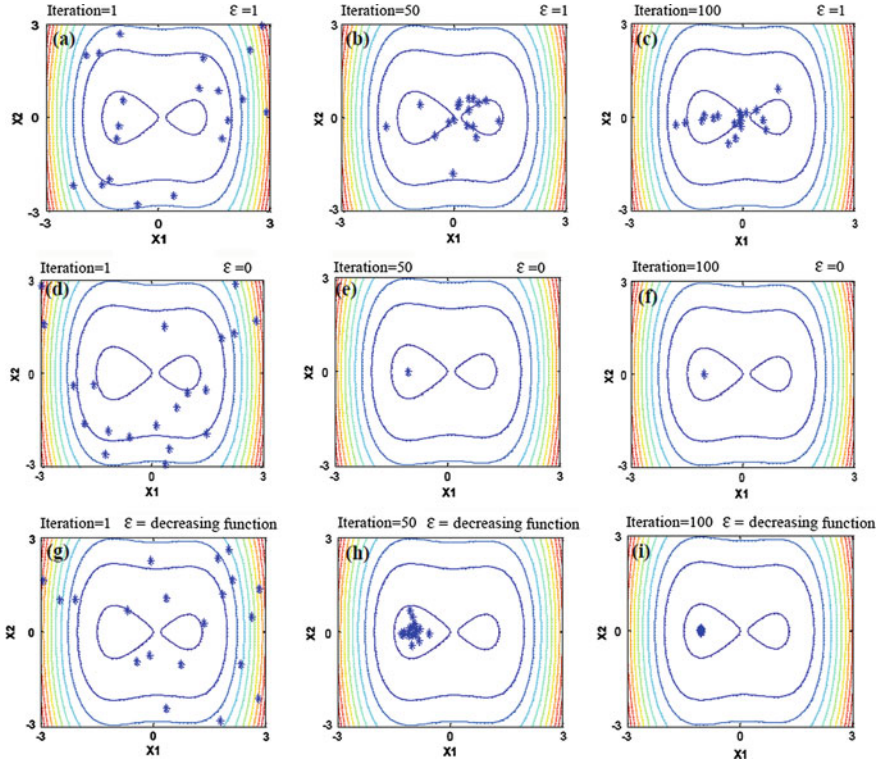 Iteration=1 Ɛ =1
(a)
3
0
-3
X2
-3 0 3
X1
Iteration=50 Ɛ =1
(b)
3
0
-3
X2
-3 0 3
X1
Iteration=100 Ɛ =1
(c)
3
0
-3
X2
-3 0 3
X1
Iteration=1 Ɛ =0
(d)
3
0
-3
X2
-3 0 3
X1
Iteration=50 Ɛ =0
(e)
3
0
-3
X2
-3 0 3
X1
Iteration=100 Ɛ =0
(f)
3
0
-3
X2
-3 0 3
X1
Iteration=1 Ɛ = decreasing function
(g)
3
0
-3
X2
-3 0 3
X1
Iteration=50 Ɛ = decreasing function
(h)
3
0
-3
X2
-3 0 3
X1
Iteration=100 Ɛ = decreasing function
(i)
3
0
-3
X2
-3 0 3
X1